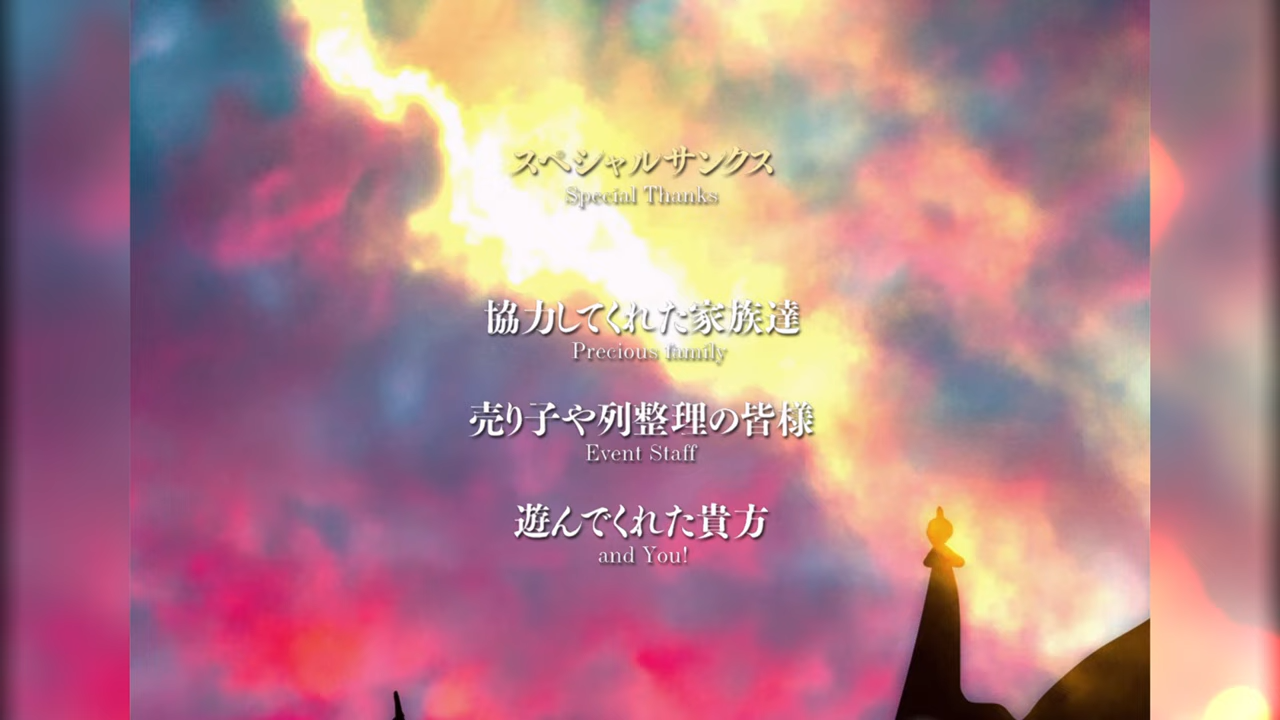 スペシャルサンクス
Special Thanks
協力してくれた家族達
Precious family
売り子や列整理の皆様
Event Staff
遊んでくれた貴方
and You!